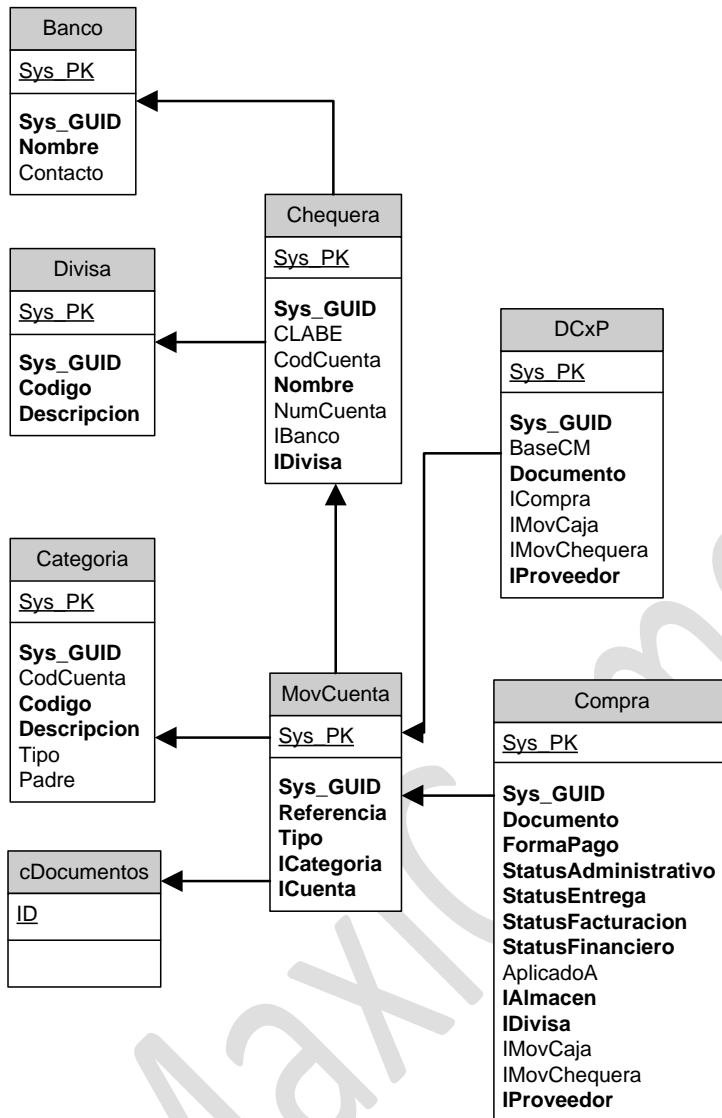 Banco
Sys_PK
Sys_GUID
Nombre
Contacto
Chequera
Sys_PK
Sys_GUID
CLABE
CodCuenta
Nombre
NumCuenta
IBanco
IDivisa
Divisa
Sys_PK
Sys_GUID
Codigo
Descripcion
DCxP
Sys_PK
Sys_GUID
BaseCM
Documento
ICompra
IMovCaja
IMovChequera
IProveedor
Categoria
Sys_PK
Sys_GUID
CodCuenta
Codigo
Descripcion
Tipo
Padre
MovCuenta
Sys_PK
Sys_GUID
Referencia
Tipo
ICategoria
ICuenta
Compra
Sys_PK
Sys_GUID
Documento
FormaPago
StatusAdministrativo
StatusEntrega
StatusFacturacion
StatusFinanciero
AplicadoA
IAlmacen
IDivisa
IMovCaja
IMovChequera
IProveedor
cDocumentos
ID